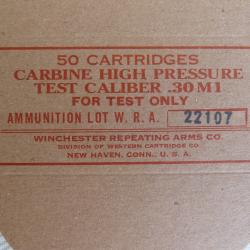 50 CARTRIDGES
CARBINE HIGH PRESSURE
TEST CALIBER .30 M1
FOR TEST ONLY
AMMUNITION LOT W. R. A. 22107
WINCHESTER REPEATING ARMS CO.
DIVISION OF WESTERN CARTRIDGE CO
NEW HAVEN, CONN., U. S. A.